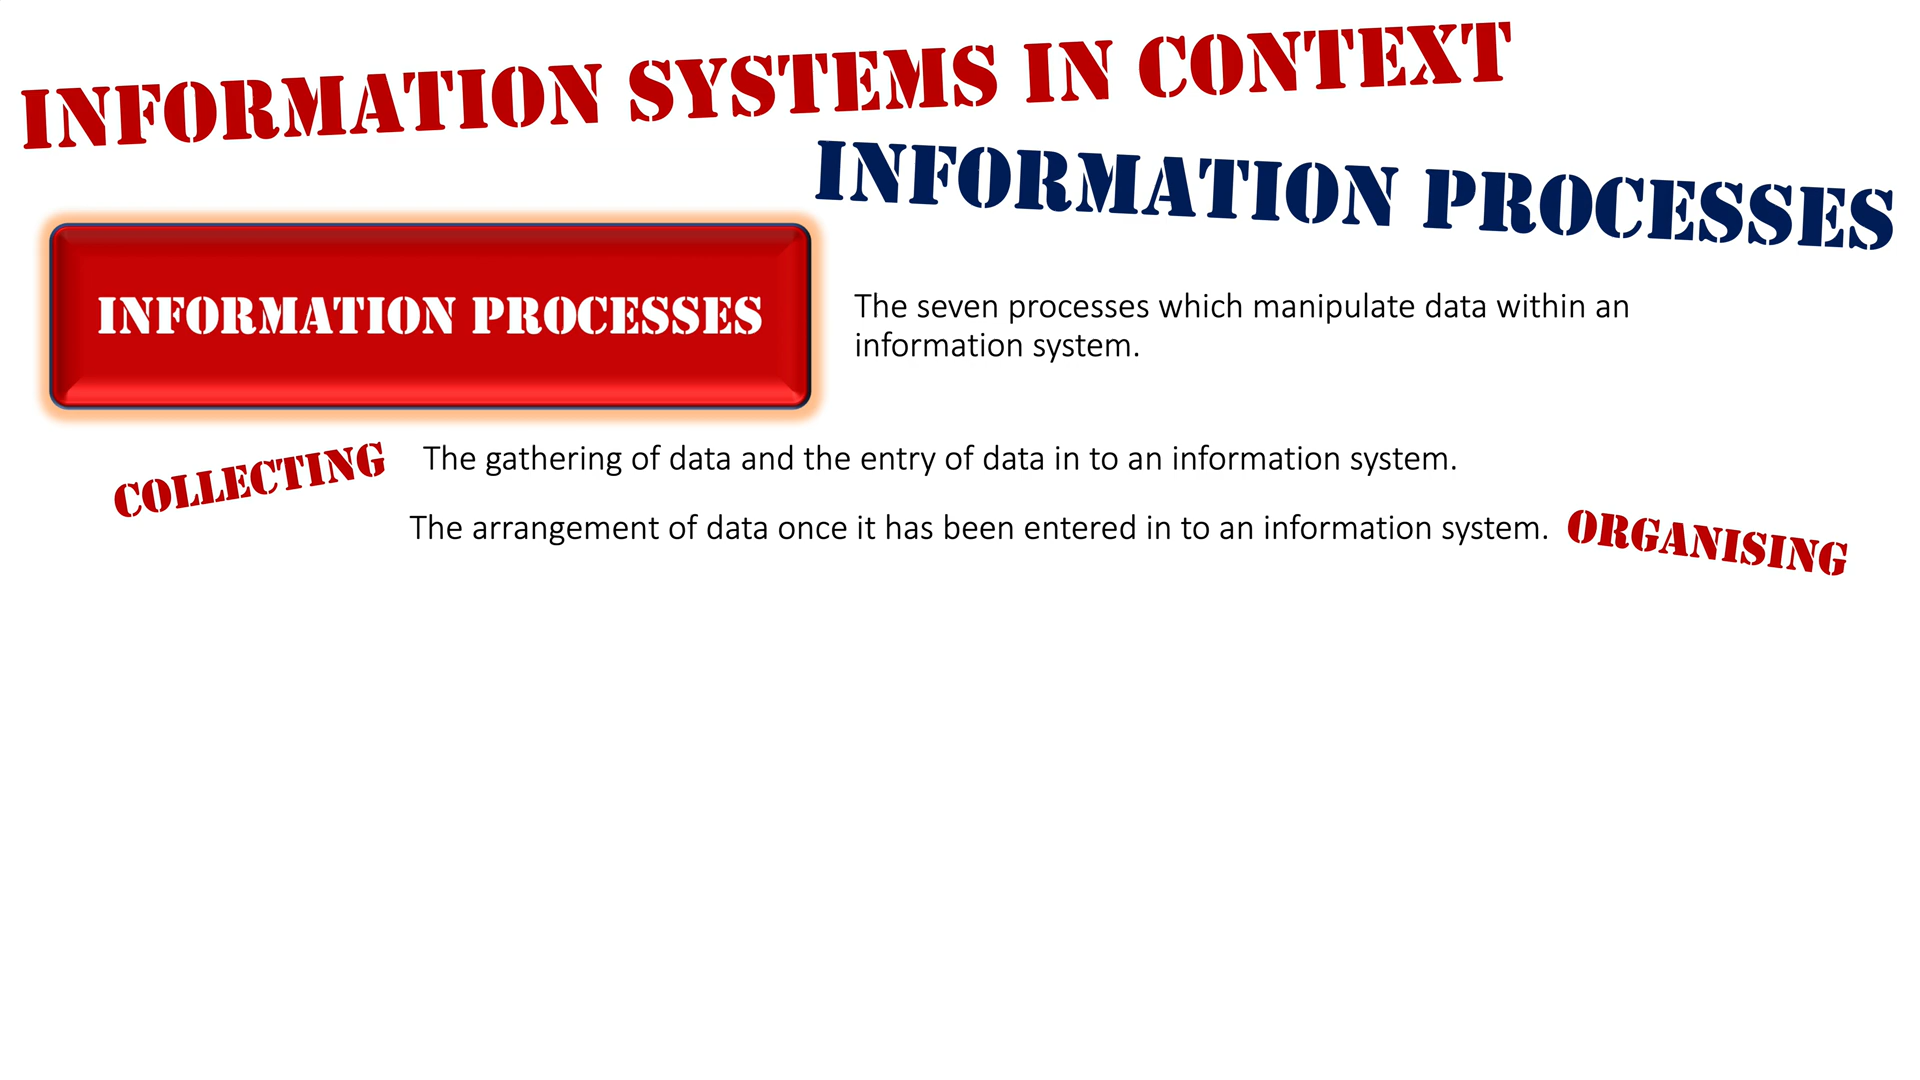 INFORMATION SYSTEMS IN CONTEXT
INFORMATION PROCESSES
INFORMATION PROCESSES
The seven processes which manipulate data within an
information system.
COLLECTING The gathering of data and the entry of data in to an information system.
The arrangement of data once it has been entered in to an information system. ORGANISING